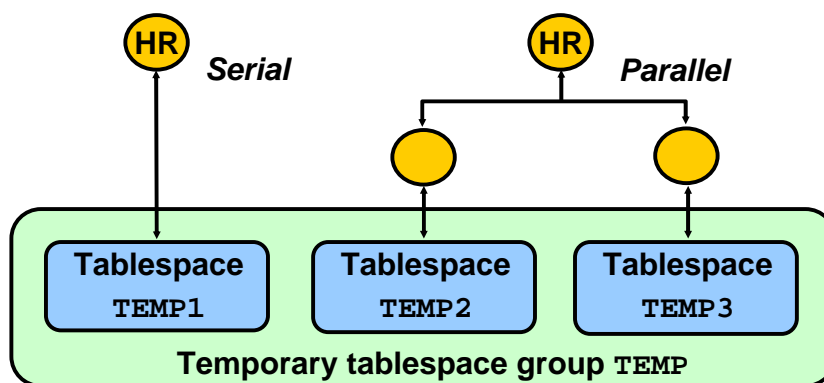 HR
Serial
HR
Parallel
Tablespace
TEMP1
Tablespace
TEMP2
Tablespace
TEMP3
Temporary tablespace group TEMP